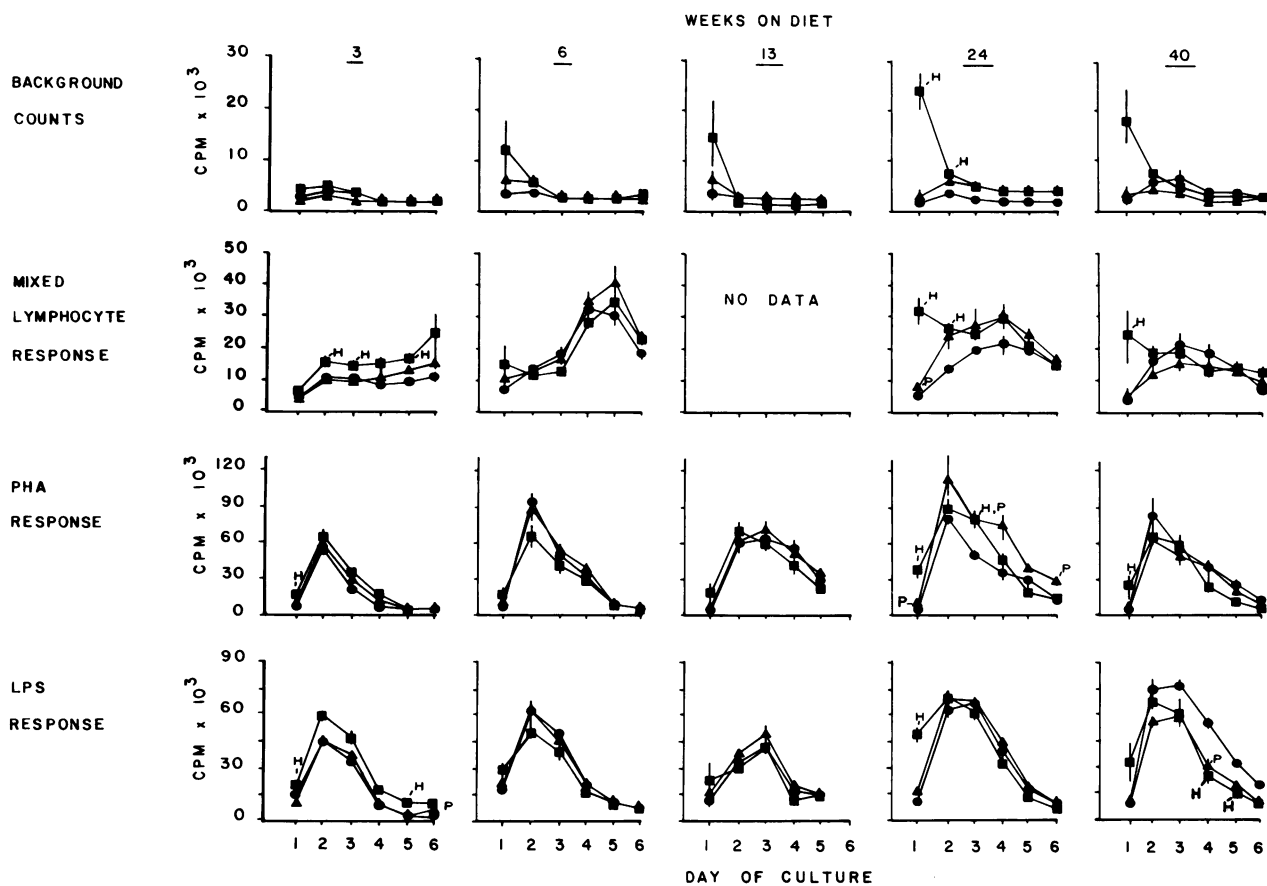 WEEKS ON DIET
3 6 13 24 40
BACKGROUND
COUNTS
CPM x 10³
30
20
10
0
H
H
MIXED
LYMPHOCYTE
RESPONSE
CPM x 10³
50
40
30
20
10
0
H
H
H
NO DATA
H
H
P
H
PHA
RESPONSE
CPM x 10³
120
90
60
30
0
H
H
H,P
P
P
H
LPS
RESPONSE
CPM x 10³
90
60
30
0
H
H
P
H
P
H
H
1 2 3 4 5 6 1 2 3 4 5 6 1 2 3 4 5 6 1 2 3 4 5 6 1 2 3 4 5 6
DAY OF CULTURE